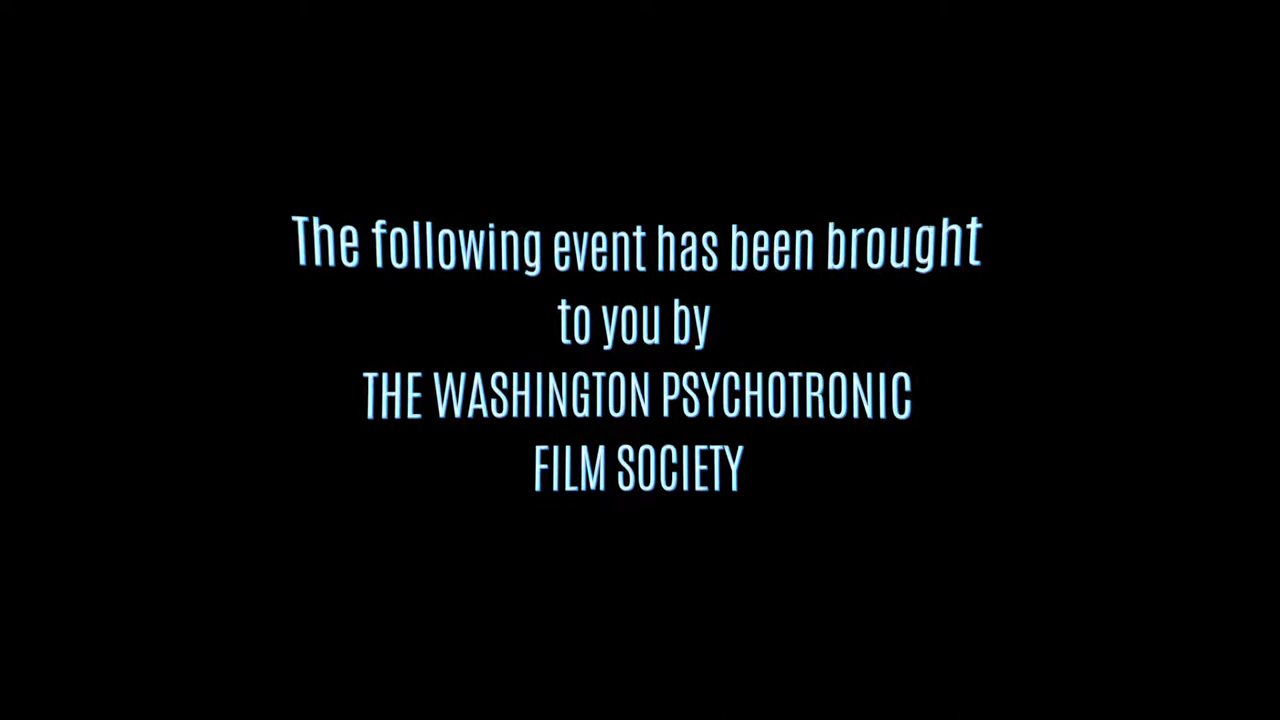 The following event has been brought
to you by
THE WASHINGTON PSYCHOTRONIC
FILM SOCIETY